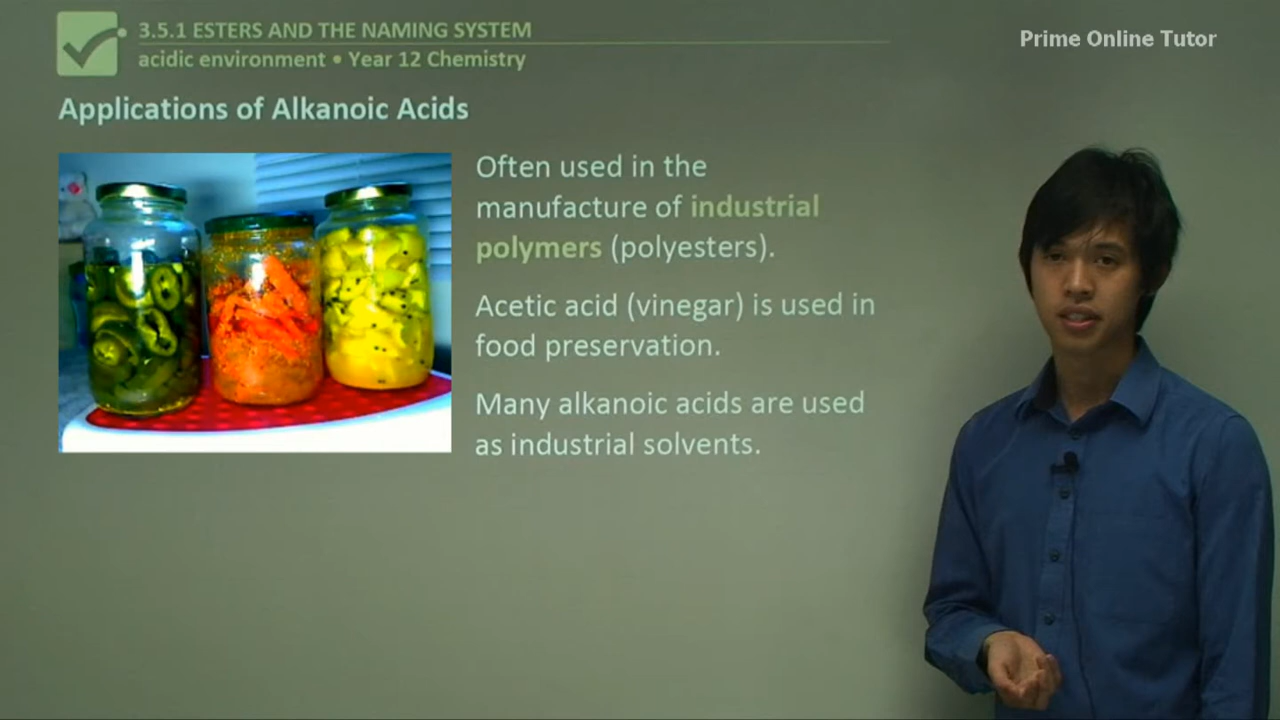 3.5.1 ESTERS AND THE NAMING SYSTEM
acidic environment • Year 12 Chemistry
Prime Online Tutor
Applications of Alkanoic Acids
Often used in the
manufacture of industrial
polymers (polyesters).
Acetic acid (vinegar) is used in
food preservation.
Many alkanoic acids are used
as industrial solvents.